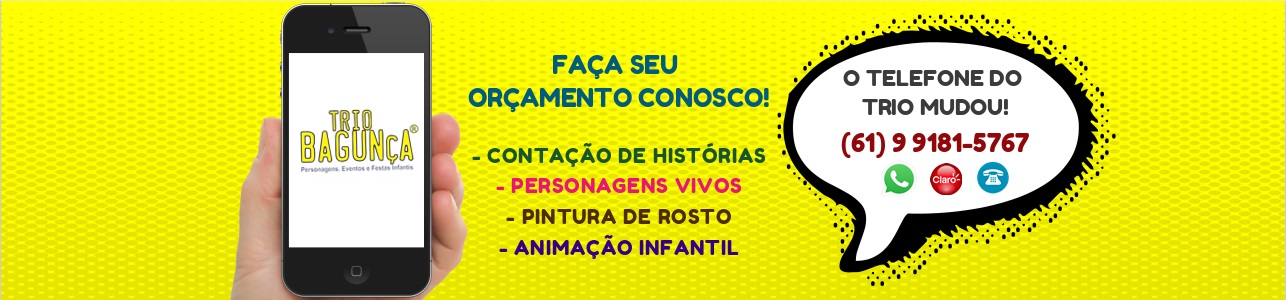 TRIO
BAGUNÇA®
Personagens, Eventos e Festas Infantis
FAÇA SEU
ORÇAMENTO CONOSCO!
- CONTAÇÃO DE HISTÓRIAS
- PERSONAGENS VIVOS
- PINTURA DE ROSTO
- ANIMAÇÃO INFANTIL
O TELEFONE DO
TRIO MUDOU!
(61) 9 9181-5767
Claro